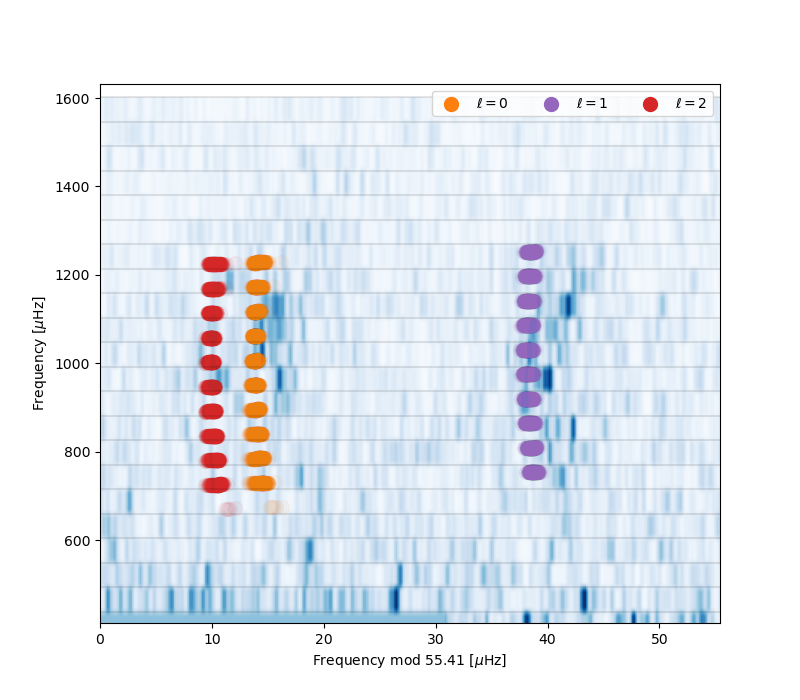 ℓ = 0 ℓ = 1 ℓ = 2
1600
1400
1200
1000
800
600
Frequency [μHz]
0 10 20 30 40 50
Frequency mod 55.41 [μHz]